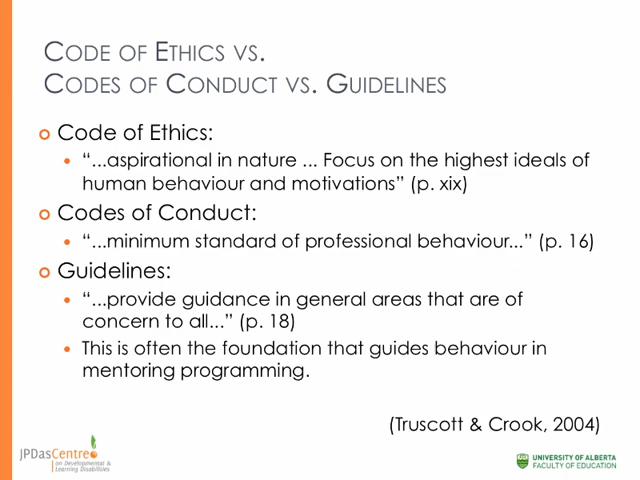 CODE OF ETHICS VS.
CODES OF CONDUCT VS. GUIDELINES
Code of Ethics:
“...aspirational in nature ... Focus on the highest ideals of
human behaviour and motivations” (p. xix)
Codes of Conduct:
“...minimum standard of professional behaviour...” (p. 16)
Guidelines:
“...provide guidance in general areas that are of
concern to all...” (p. 18)
This is often the foundation that guides behaviour in
mentoring programming.
(Truscott & Crook, 2004)
JPDasCentre
on Developmental &
Learning Disabilities
UNIVERSITY OF ALBERTA
FACULTY OF EDUCATION